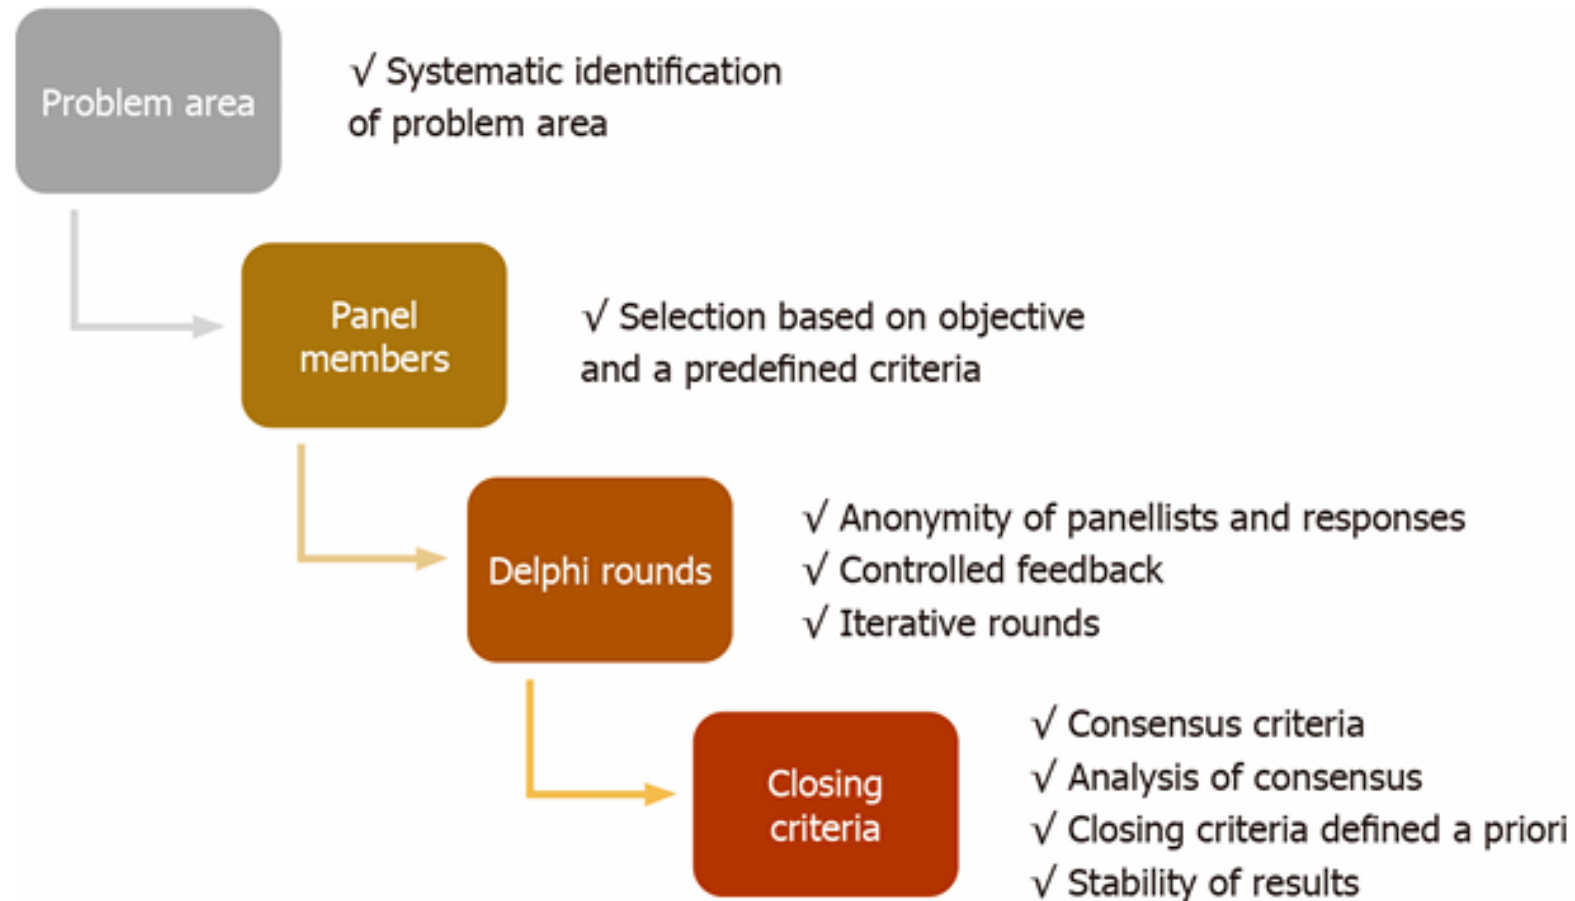 Problem area
√ Systematic identification
of problem area
Panel
members
√ Selection based on objective
and a predefined criteria
Delphi rounds
√ Anonymity of panellists and responses
√ Controlled feedback
√ Iterative rounds
Closing
criteria
√ Consensus criteria
√ Analysis of consensus
√ Closing criteria defined a priori
√ Stability of results